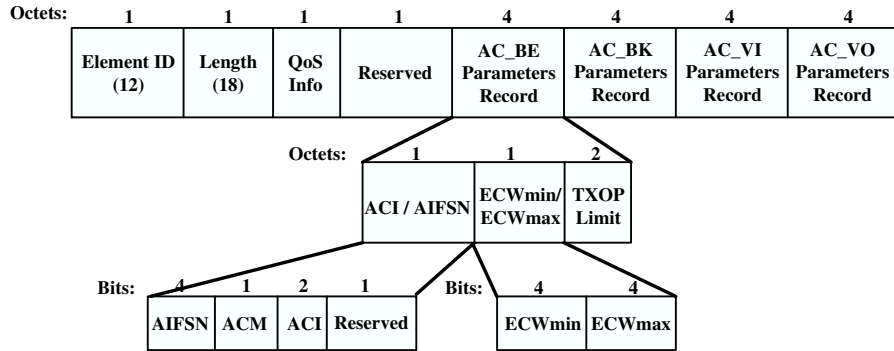 Octets: 1 1 1 1 4 4 4 4
Element ID (12)
Length (18)
QoS Info
Reserved
AC_BE Parameters Record
AC_BK Parameters Record
AC_VI Parameters Record
AC_VO Parameters Record
Octets: 1 1 2
ACI / AIFSN
ECWmin/ ECWmax
TXOP Limit
Bits: 4 1 2 1
AIFSN ACM ACI Reserved
Bits: 4 4
ECWmin ECWmax